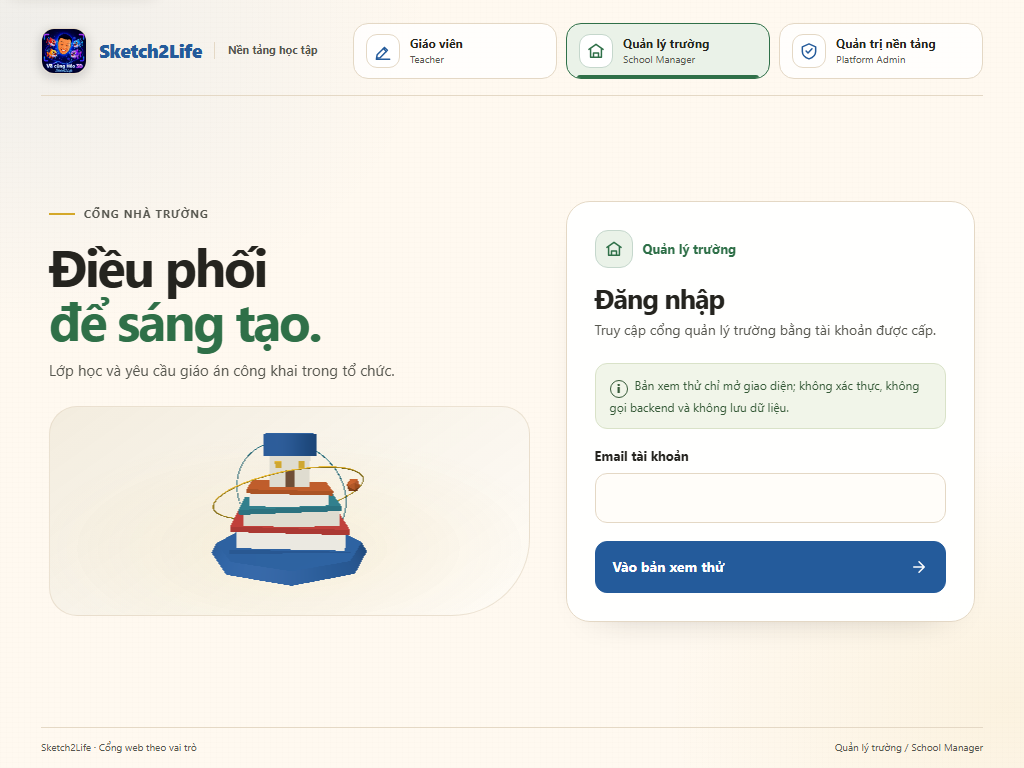 Sketch2Life
Nền tảng học tập
Giáo viên
Teacher
Quản lý trường
School Manager
Quản trị nền tảng
Platform Admin
CỔNG NHÀ TRƯỜNG
Điều phối
để sáng tạo.
Lớp học và yêu cầu giáo án công khai trong tổ chức.
Quản lý trường
Đăng nhập
Truy cập cổng quản lý trường bằng tài khoản được cấp.
Bản xem thử chỉ mở giao diện; không xác thực, không
gọi backend và không lưu dữ liệu.
Email tài khoản
Vào bản xem thử
Sketch2Life · Cổng web theo vai trò
Quản lý trường / School Manager